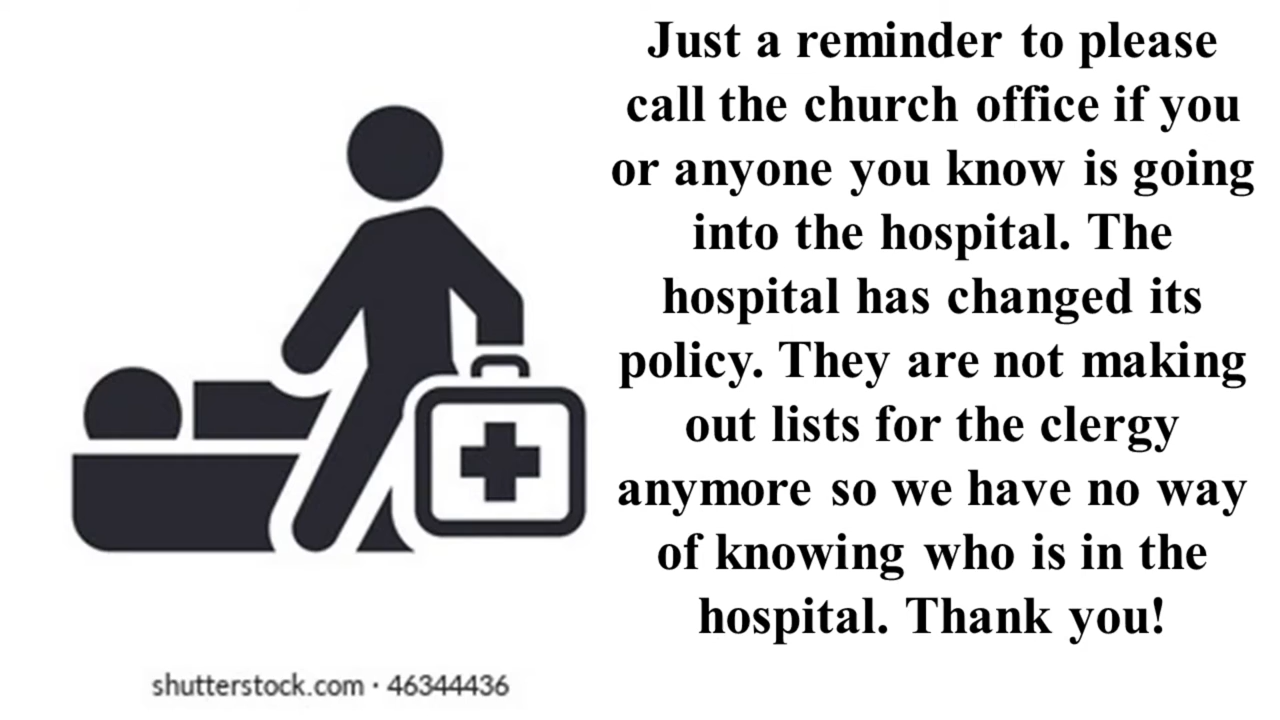 Just a reminder to please
call the church office if you
or anyone you know is going
into the hospital. The
hospital has changed its
policy. They are not making
out lists for the clergy
anymore so we have no way
of knowing who is in the
hospital. Thank you!
shutterstock.com · 46344436